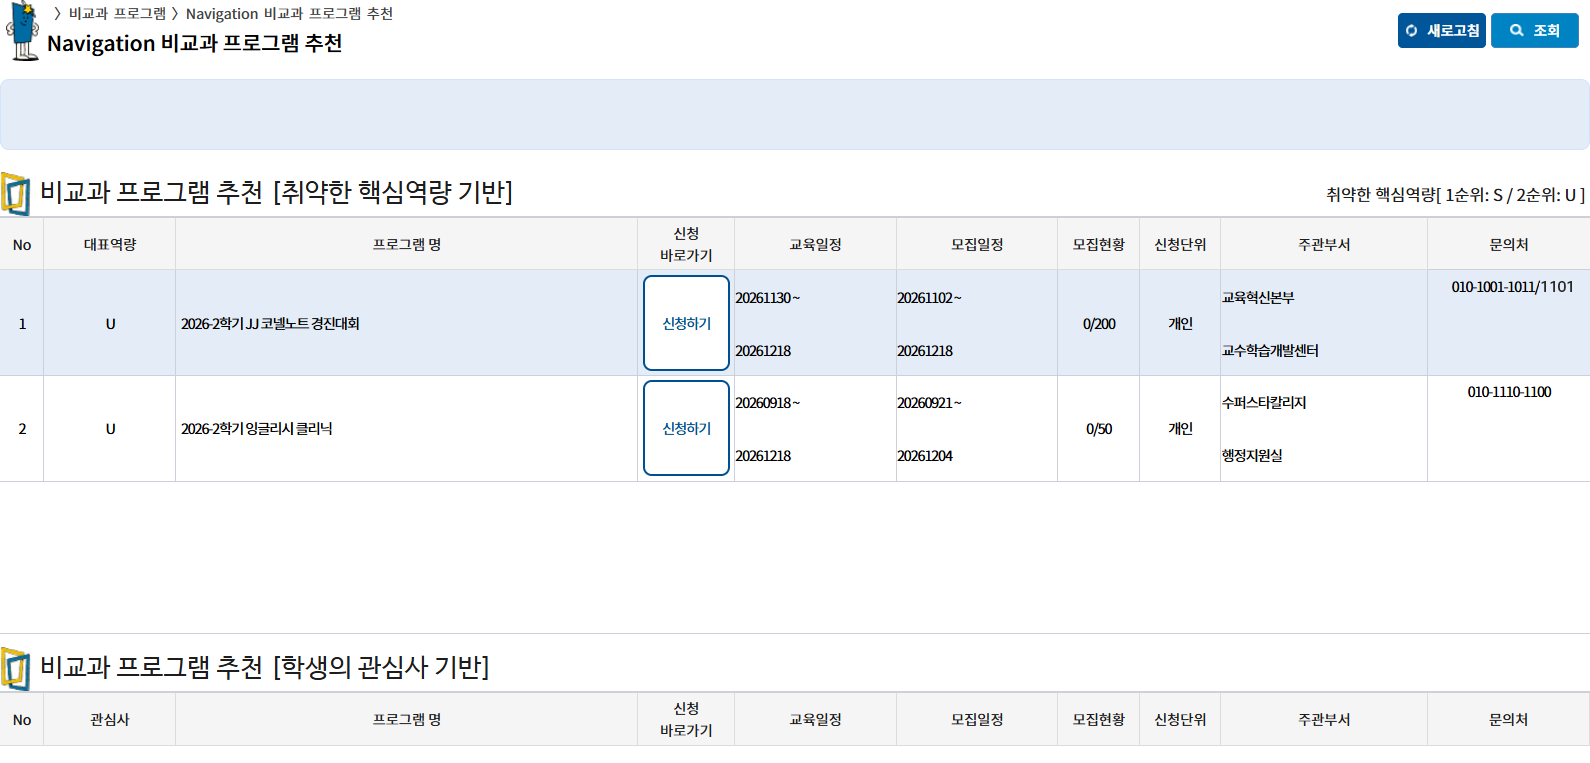 〉 비교과 프로그램 〉 Navigation 비교과 프로그램 추천
Navigation 비교과 프로그램 추천
새로고침 조회
비교과 프로그램 추천 [취약한 핵심역량 기반]
취약한 핵심역량[ 1순위: S / 2순위: U ]
No 대표역량 프로그램 명 신청 바로가기 교육일정 모집일정 모집현황 신청단위 주관부서 문의처
1 U 2026-2학기 JJ 코넬노트 경진대회 신청하기 20261130 ~ 20261218 20261102 ~ 20261218 0/200 개인 교육혁신본부 교수학습개발센터 010-1001-1011/1101
2 U 2026-2학기 잉글리시 클리닉 신청하기 20260918 ~ 20261218 20260921 ~ 20261204 0/50 개인 수퍼스타칼리지 행정지원실 010-1110-1100
비교과 프로그램 추천 [학생의 관심사 기반]
No 관심사 프로그램 명 신청 바로가기 교육일정 모집일정 모집현황 신청단위 주관부서 문의처